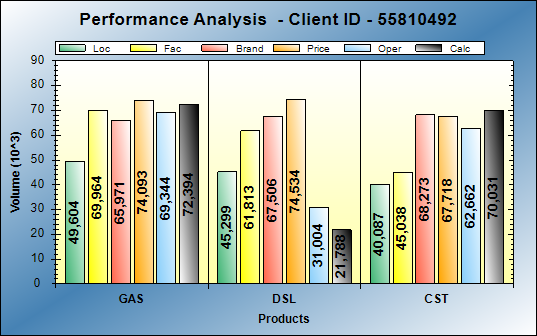 Performance Analysis - Client ID - 55810492
Loc Fac Brand Price Oper Calc
Volume (10^3)
90
80
70
60
50
40
30
20
10
0
49,604 69,964 65,971 74,093 69,344 72,394
45,299 61,813 67,506 74,534 31,004 21,788
40,087 45,038 68,273 67,718 62,662 70,031
GAS DSL CST
Products